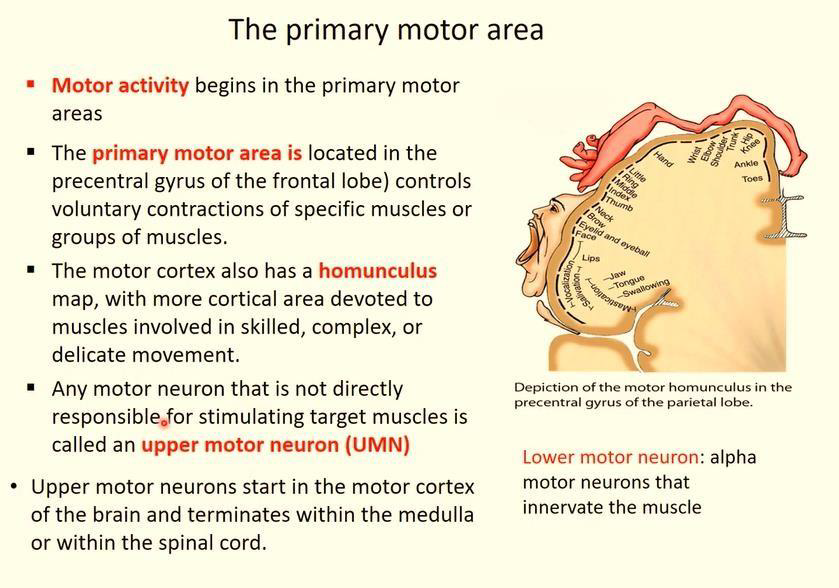 The primary motor area
Motor activity begins in the primary motor
areas
The primary motor area is located in the
precentral gyrus of the frontal lobe) controls
voluntary contractions of specific muscles or
groups of muscles.
The motor cortex also has a homunculus
map, with more cortical area devoted to
muscles involved in skilled, complex, or
delicate movement.
Any motor neuron that is not directly
responsible for stimulating target muscles is
called an upper motor neuron (UMN)
Upper motor neurons start in the motor cortex
of the brain and terminates within the medulla
or within the spinal cord.
Toes
Ankle
Knee
Hip
Trunk
Shoulder
Elbow
Wrist
Hand
Little
Ring
Middle
Index
Thumb
Neck
Brow
Eyelid and eyeball
Face
Lips
Jaw
Tongue
Swallowing
Vocalization
Salivation
Mastication
Depiction of the motor homunculus in the
precentral gyrus of the parietal lobe.
Lower motor neuron: alpha
motor neurons that
innervate the muscle